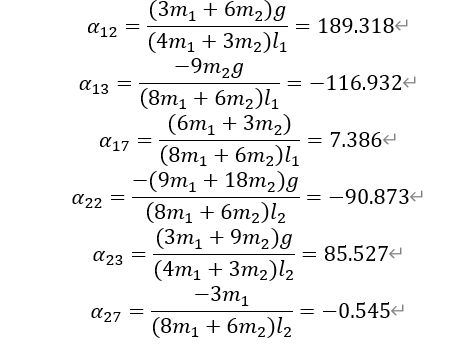 α₁₂ = (3m₁ + 6m₂)g / (4m₁ + 3m₂)l₁ = 189.318↵
α₁₃ = −9m₂g / (8m₁ + 6m₂)l₁ = −116.932↵
α₁₇ = (6m₁ + 3m₂) / (8m₁ + 6m₂)l₁ = 7.386↵
α₂₂ = −(9m₁ + 18m₂)g / (8m₁ + 6m₂)l₂ = −90.873↵
α₂₃ = (3m₁ + 9m₂)g / (4m₁ + 3m₂)l₂ = 85.527↵
α₂₇ = −3m₁ / (8m₁ + 6m₂)l₂ = −0.545↵